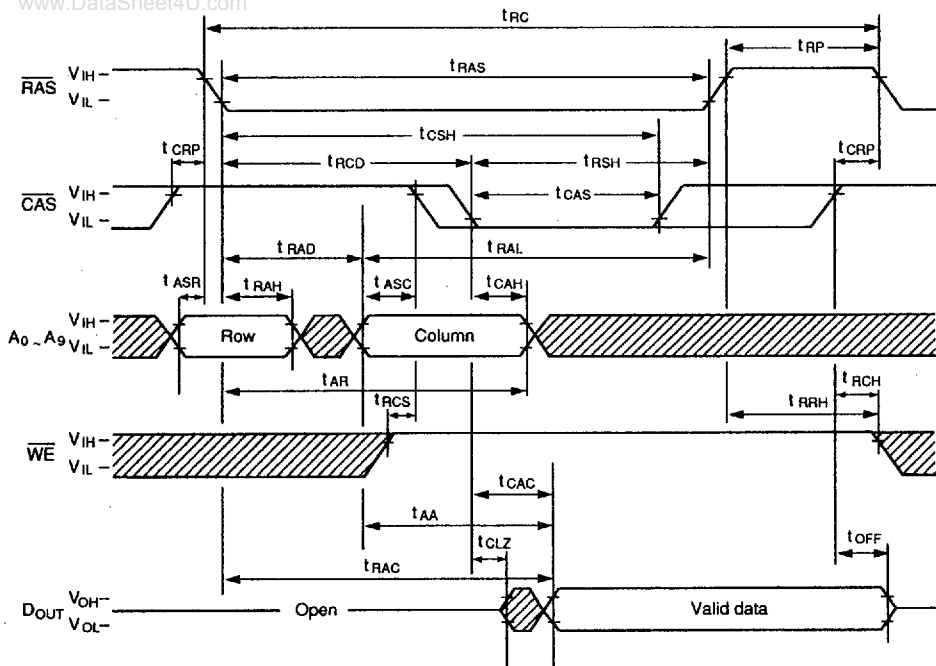 www.DataSheet4U.com
tRC
tRP
RAS
VIH
VIL
tRAS
tCSH
tCRP
tRCD
tRSH
tCRP
CAS
VIH
VIL
tCAS
tRAD
tRAL
tASR
tRAH
tASC
tCAH
A0 ~ A9
VIH
VIL
Row
Column
tAR
tRCS
tRCH
tRRH
WE
VIH
VIL
tCAC
tAA
tCLZ
tOFF
tRAC
DOUT
VOH
VOL
Open
Valid data